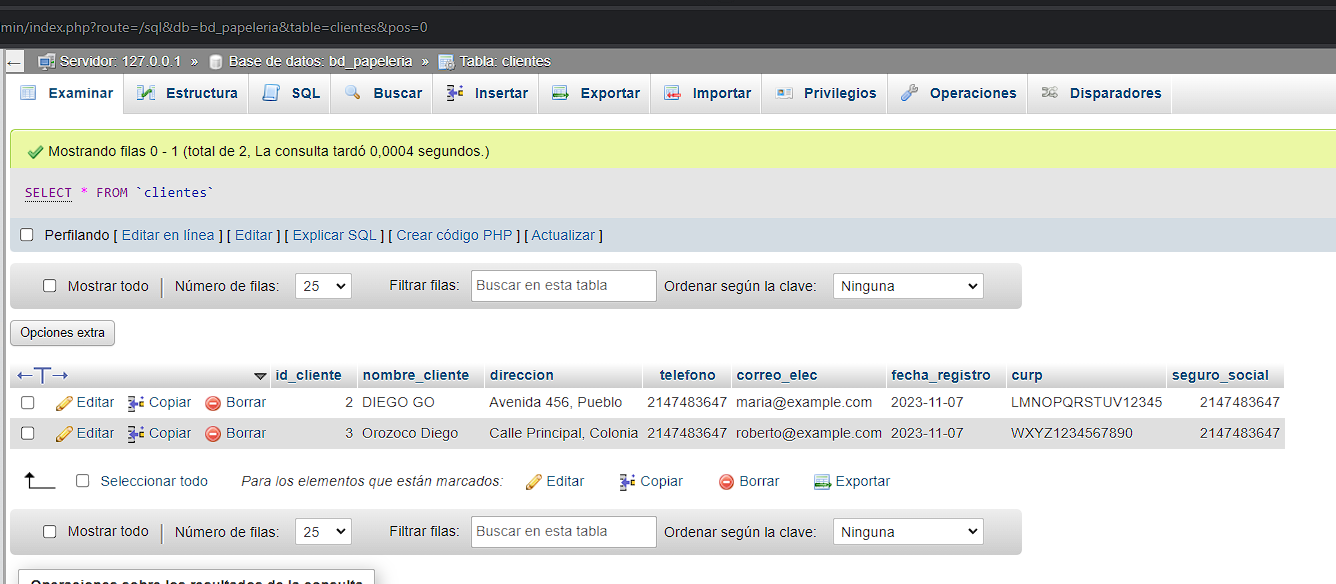 min/index.php?route=/sql&db=bd_papeleria&table=clientes&pos=0
← Servidor: 127.0.0.1 » Base de datos: bd_papeleria » Tabla: clientes
Examinar Estructura SQL Buscar Insertar Exportar Importar Privilegios Operaciones Disparadores
Mostrando filas 0 - 1 (total de 2, La consulta tardó 0,0004 segundos.)
SELECT * FROM `clientes`
Perfilando [ Editar en línea ] [ Editar ] [ Explicar SQL ] [ Crear código PHP ] [ Actualizar ]
Mostrar todo | Número de filas: 25 Filtrar filas: Buscar en esta tabla Ordenar según la clave: Ninguna
Opciones extra
←T→ id_cliente nombre_cliente direccion telefono correo_elec fecha_registro curp seguro_social
Editar Copiar Borrar 2 DIEGO GO Avenida 456, Pueblo 2147483647 maria@example.com 2023-11-07 LMNOPQRSTUV12345 2147483647
Editar Copiar Borrar 3 Orozoco Diego Calle Principal, Colonia 2147483647 roberto@example.com 2023-11-07 WXYZ1234567890 2147483647
Seleccionar todo Para los elementos que están marcados: Editar Copiar Borrar Exportar
Mostrar todo | Número de filas: 25 Filtrar filas: Buscar en esta tabla Ordenar según la clave: Ninguna
Operaciones sobre los resultados de la consulta